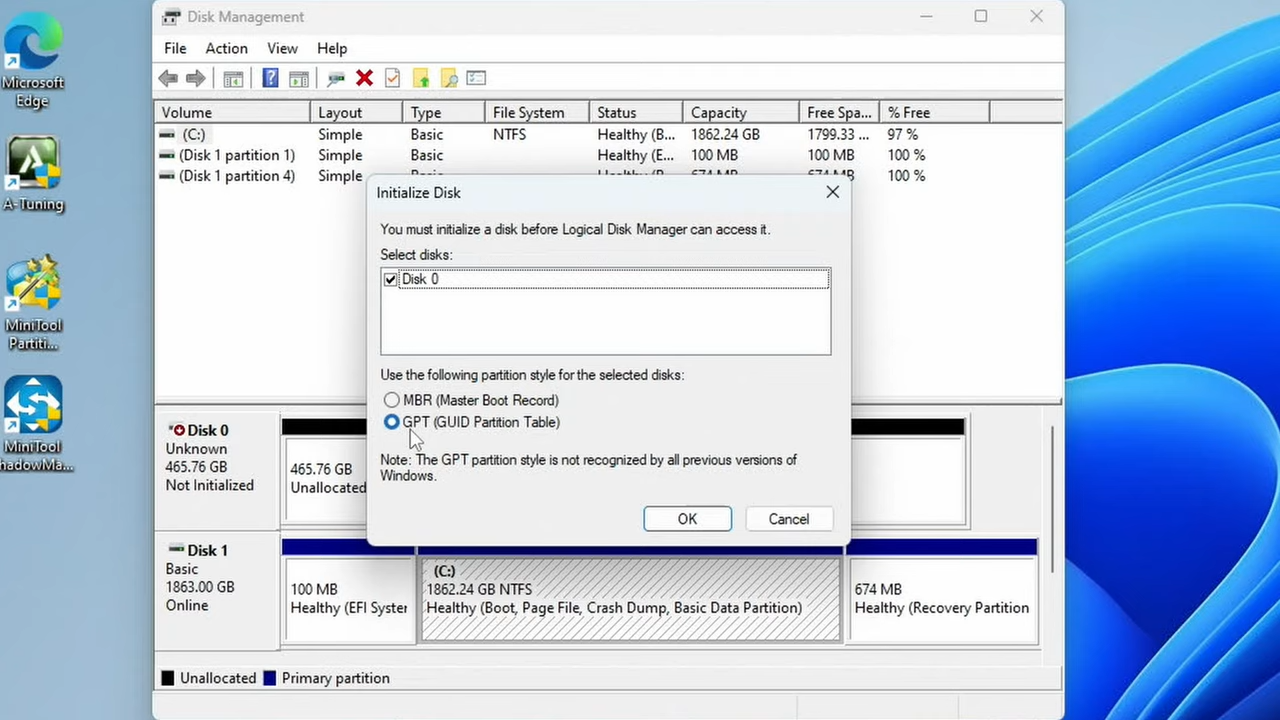 Disk Management
File Action View Help
Volume Layout Type File System Status Capacity Free Spa... % Free
(C:) Simple Basic NTFS Healthy (B... 1862.24 GB 1799.33 ... 97 %
(Disk 1 partition 1) Simple Basic Healthy (E... 100 MB 100 MB 100 %
(Disk 1 partition 4) Simple Basic Healthy (R... 674 MB 674 MB 100 %
Initialize Disk
You must initialize a disk before Logical Disk Manager can access it.
Select disks:
Disk 0
Use the following partition style for the selected disks:
MBR (Master Boot Record)
GPT (GUID Partition Table)
Note: The GPT partition style is not recognized by all previous versions of
Windows.
OK Cancel
Disk 0
Unknown
465.76 GB
Not Initialized
465.76 GB
Unallocated
Disk 1
Basic
1863.00 GB
Online
100 MB
Healthy (EFI Syster
(C:)
1862.24 GB NTFS
Healthy (Boot, Page File, Crash Dump, Basic Data Partition)
674 MB
Healthy (Recovery Partition
Unallocated Primary partition
Microsoft
Edge
A-Tuning
MiniTool
Partiti...
MiniTool
hadowMa...